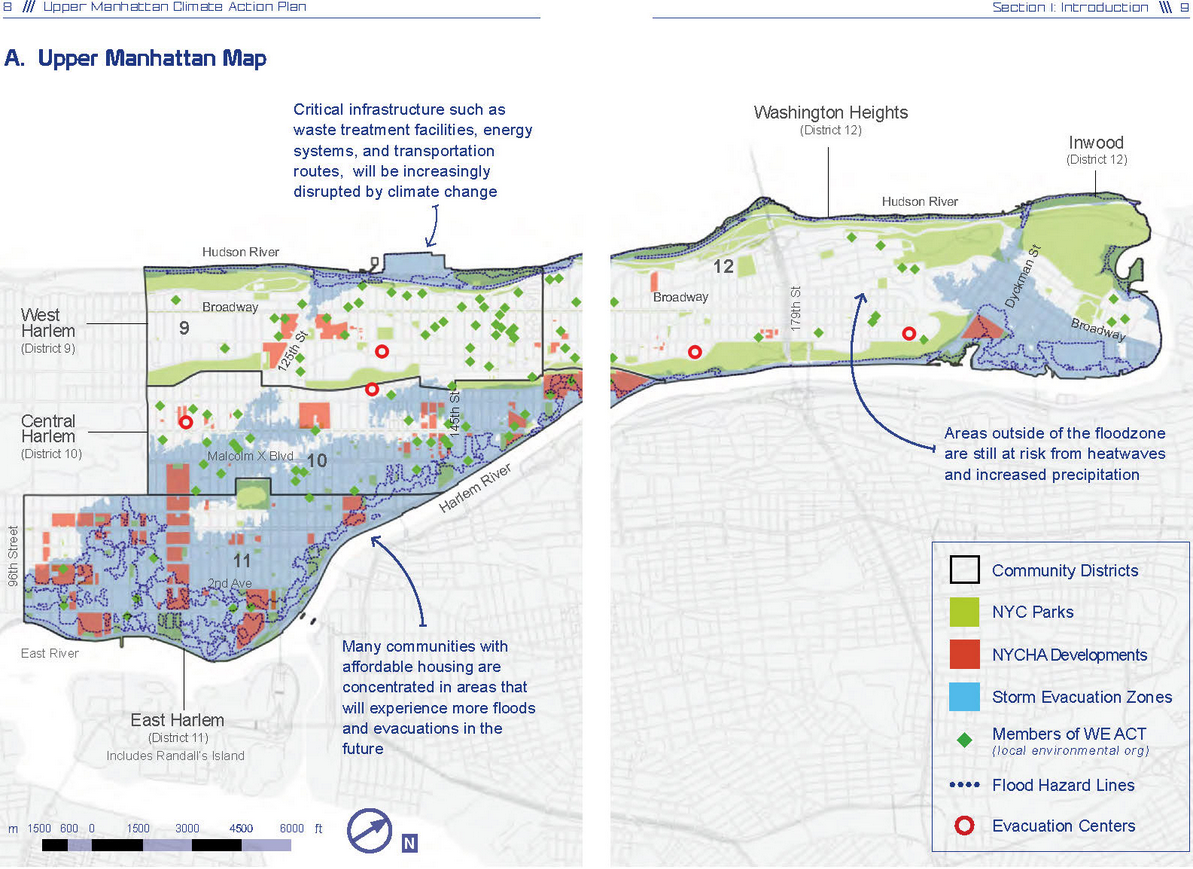 8 /// Upper Manhattan Climate Action Plan
Section I: Introduction \\\ 9
A. Upper Manhattan Map
Critical infrastructure such as
waste treatment facilities, energy
systems, and transportation
routes, will be increasingly
disrupted by climate change
Washington Heights
(District 12)
Inwood
(District 12)
Hudson River
Hudson River
12
Broadway
179th St
Dyckman St
Broadway
West
Harlem
(District 9)
Broadway
9
125th St
Central
Harlem
(District 10)
145th St
Malcolm X Blvd
10
Harlem River
Areas outside of the floodzone
are still at risk from heatwaves
and increased precipitation
96th Street
11
2nd Ave
East River
East Harlem
(District 11)
Includes Randall's Island
Many communities with
affordable housing are
concentrated in areas that
will experience more floods
and evacuations in the
future
Community Districts
NYC Parks
NYCHA Developments
Storm Evacuation Zones
Members of WE ACT
(local environmental org)
Flood Hazard Lines
Evacuation Centers
m 1500 600 0 1500 3000 4500 6000 ft
N